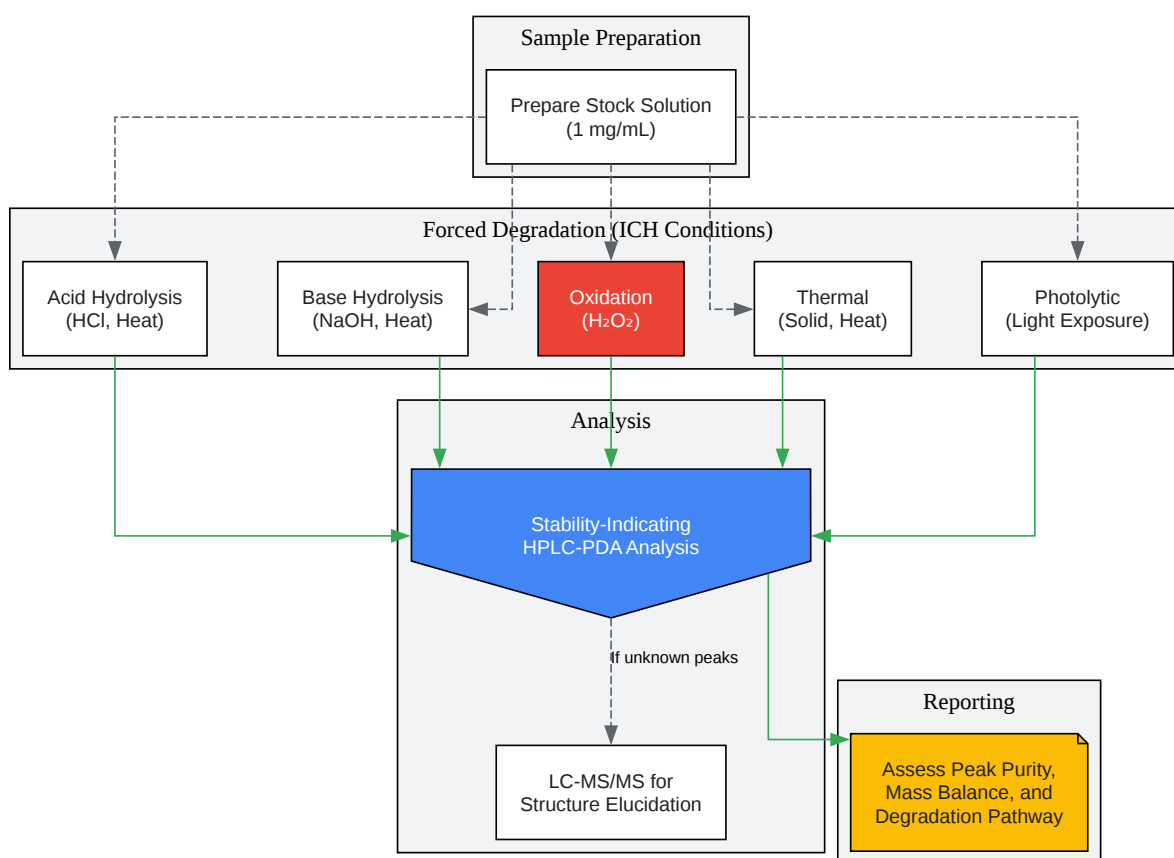 Sample Preparation
Prepare Stock Solution
(1 mg/mL)
Forced Degradation (ICH Conditions)
Acid Hydrolysis
(HCl, Heat)
Base Hydrolysis
(NaOH, Heat)
Oxidation
(H₂O₂)
Thermal
(Solid, Heat)
Photolytic
(Light Exposure)
Analysis
Stability-Indicating
HPLC-PDA Analysis
If unknown peaks
LC-MS/MS for
Structure Elucidation
Reporting
Assess Peak Purity,
Mass Balance, and
Degradation Pathway